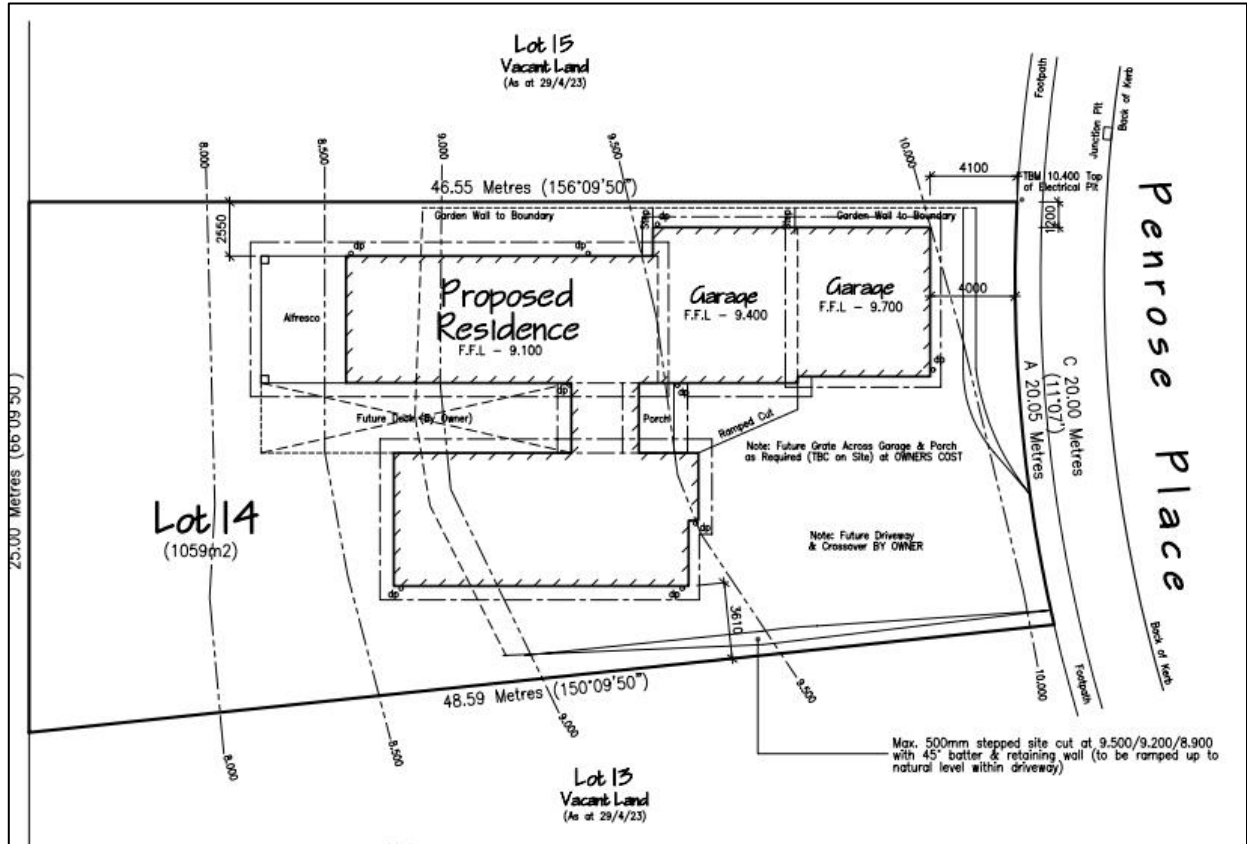 Lot 15
Vacant Land
(As at 29/4/23)
Footpath
Junction Pit
Back of Kerb
8.000
8.500
9.000
9.500
10.000
4100
TBM 10.400 Top
of Electrical Pit
46.55 Metres (156°09'50")
1200
2550
Garden Wall to Boundary
Step
dp
Step
Garden Wall to Boundary
dp
dp
Alfresco
Proposed
Residence
F.F.L - 9.100
Garage
F.F.L - 9.400
Garage
F.F.L - 9.700
4000
Penrose Place
dp
dp
dp
C 20.00 Metres
(11°07")
A 20.05 Metres
Future Deck (By Owner)
Porch
Ramped Cut
Note: Future Grate Across Garage & Porch
as Required (TBC on Site) at OWNERS COST
25.00 Metres (66°09'50")
Lot 14
(1059m2)
dp
Note: Future Driveway
& Crossover BY OWNER
dp
dp
3610
Back of Kerb
Footpath
48.59 Metres (150°09'50")
9.500
10.000
9.000
8.500
8.000
Max. 500mm stepped site cut at 9.500/9.200/8.900
with 45° batter & retaining wall (to be ramped up to
natural level within driveway)
Lot 13
Vacant Land
(As at 29/4/23)